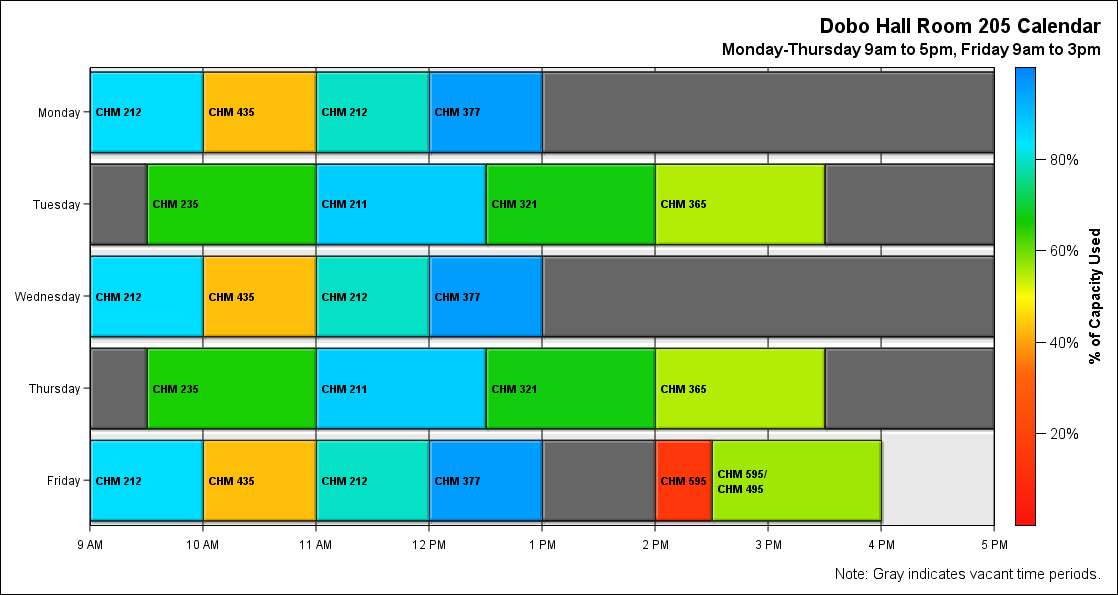 Dobo Hall Room 205 Calendar
Monday-Thursday 9am to 5pm, Friday 9am to 3pm
Monday
CHM 212
CHM 435
CHM 212
CHM 377
Tuesday
CHM 235
CHM 211
CHM 321
CHM 365
Wednesday
CHM 212
CHM 435
CHM 212
CHM 377
Thursday
CHM 235
CHM 211
CHM 321
CHM 365
Friday
CHM 212
CHM 435
CHM 212
CHM 377
CHM 595
CHM 595/
CHM 495
9 AM
10 AM
11 AM
12 PM
1 PM
2 PM
3 PM
4 PM
5 PM
80%
60%
40%
20%
% of Capacity Used
Note: Gray indicates vacant time periods.